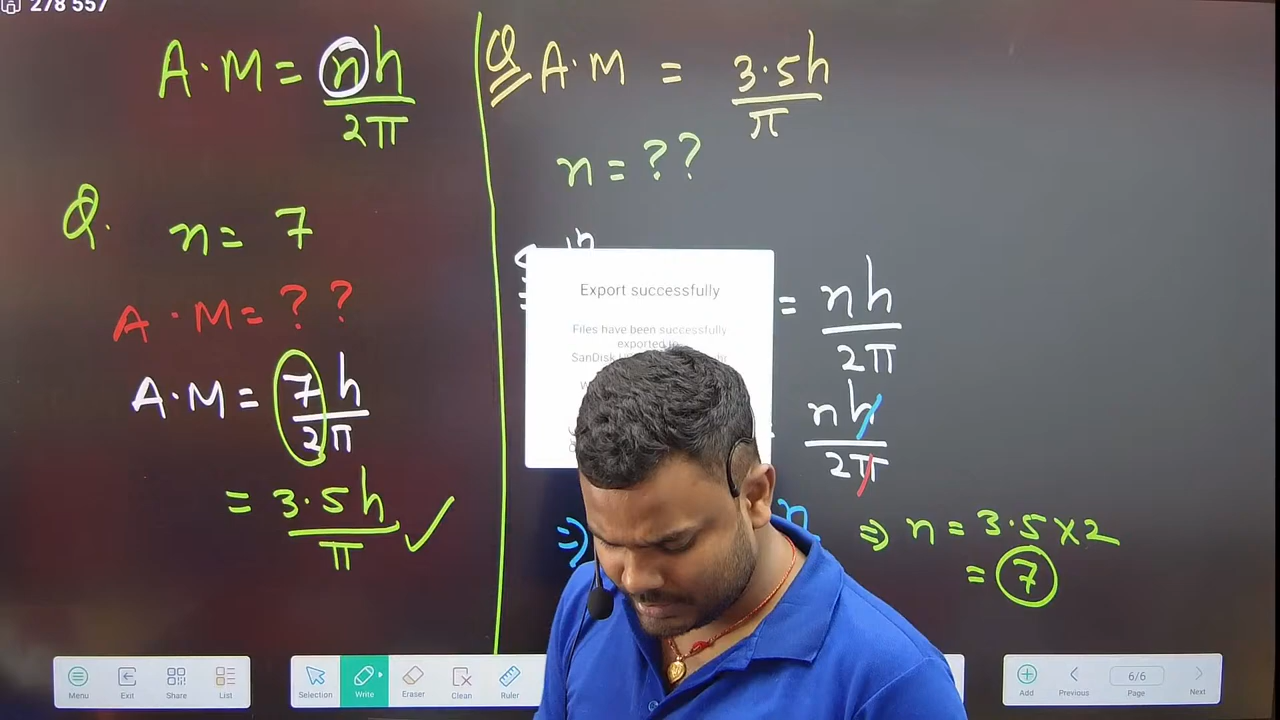 278 557
A.M = nh/2π
Q. n = 7
A.M = ??
A.M = 7h/2π
= 3.5h/π ✓
Q A.M = 3.5h/π
n = ??
= nh/2π
nh/2π
⇒ n
⇒ n = 3.5×2
= 7
Export successfully
Files have been successfully
exported
SanDisk
Menu
Exit
Share
List
Selection
Write
Eraser
Clean
Ruler
Add
Previous
6/6
Page
Next